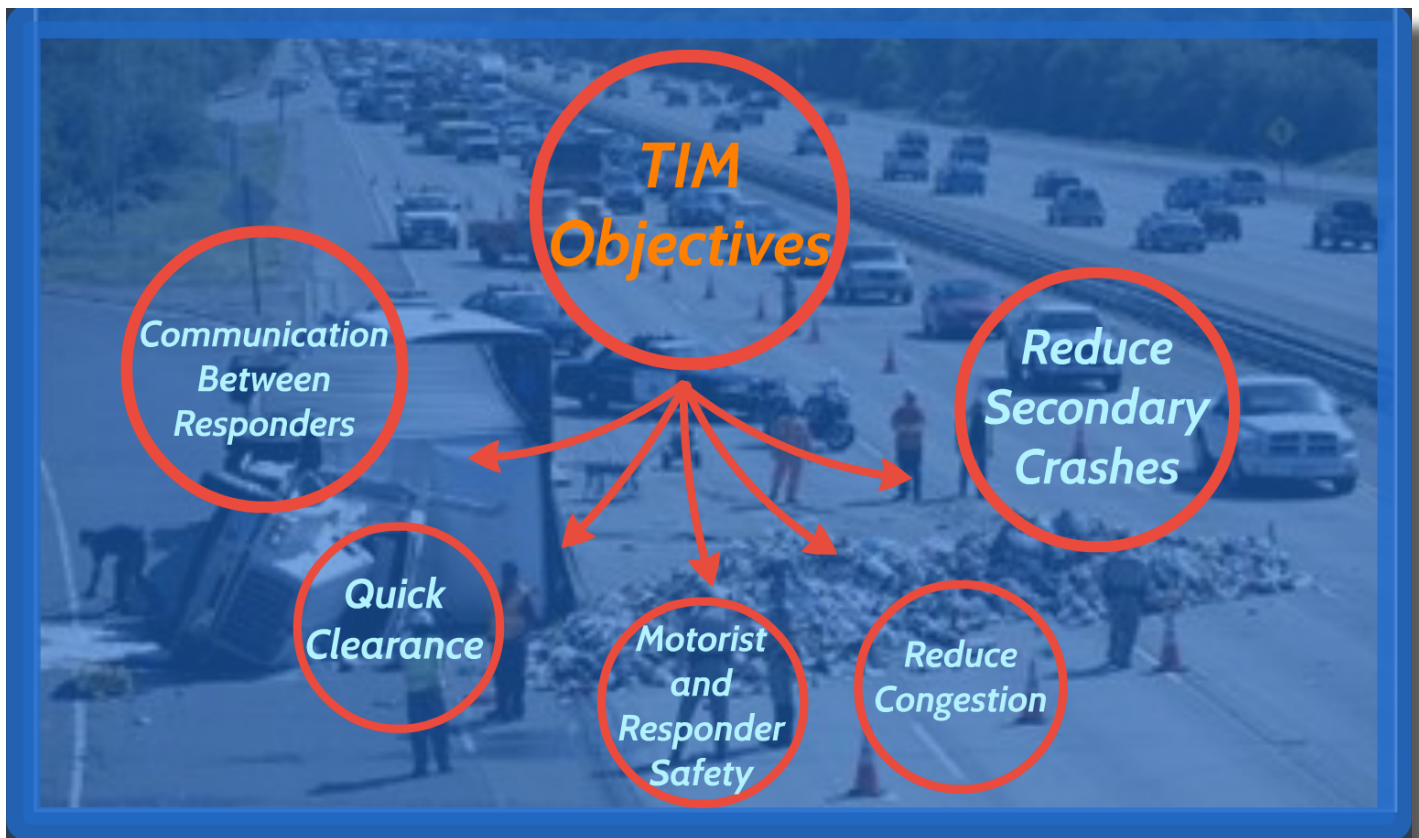 TIM
Objectives
Communication
Between
Responders
Quick
Clearance
Motorist
and
Responder
Safety
Reduce
Congestion
Reduce
Secondary
Crashes